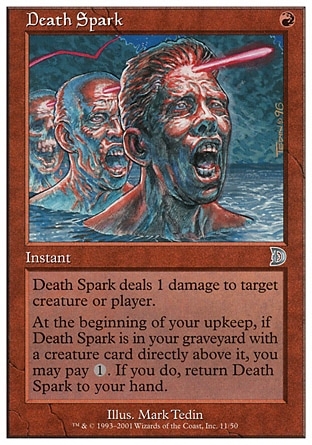 Death Spark
TEDIN © 96
Instant
Death Spark deals 1 damage to target
creature or player.
At the beginning of your upkeep, if
Death Spark is in your graveyard with
a creature card directly above it, you
may pay 1. If you do, return Death
Spark to your hand.
Illus. Mark Tedin
™ & © 1993–2001 Wizards of the Coast, Inc. 11/50